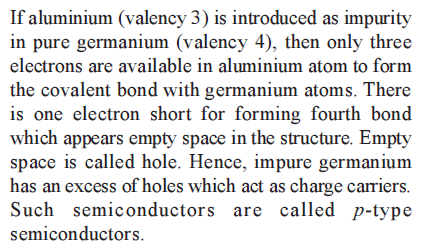 If aluminium (valency 3) is introduced as impurity
in pure germanium (valency 4), then only three
electrons are available in aluminium atom to form
the covalent bond with germanium atoms. There
is one electron short for forming fourth bond
which appears empty space in the structure. Empty
space is called hole. Hence, impure germanium
has an excess of holes which act as charge carriers.
Such semiconductors are called p-type
semiconductors.